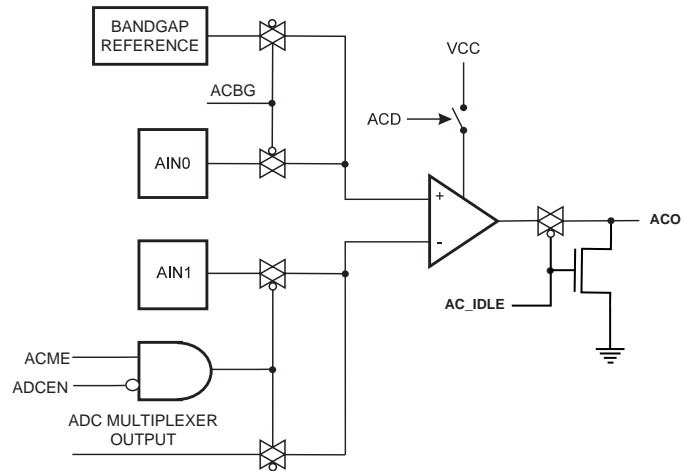 BANDGAP
REFERENCE
VCC
ACBG
ACD
AIN0
+
-
ACO
AIN1
AC_IDLE
ACME
ADCEN
ADC MULTIPLEXER
OUTPUT